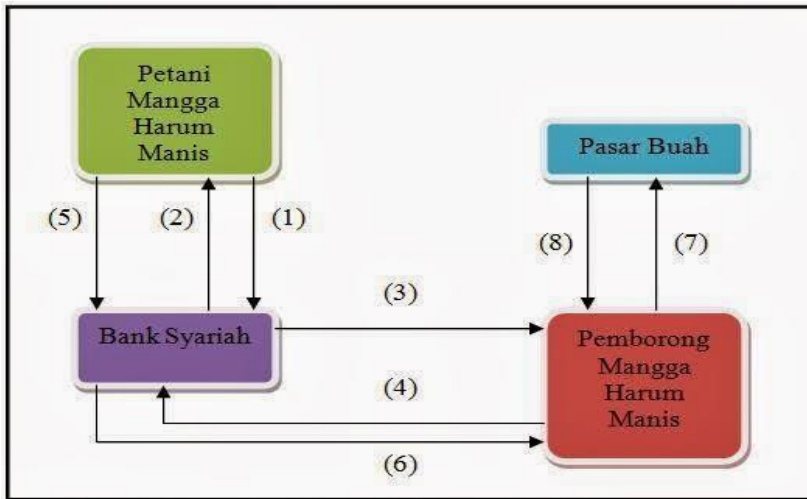 Petani
Mangga
Harum
Manis
Pasar Buah
(5)
(2)
(1)
(8)
(7)
(3)
Bank Syariah
Pemborong
Mangga
Harum
Manis
(4)
(6)